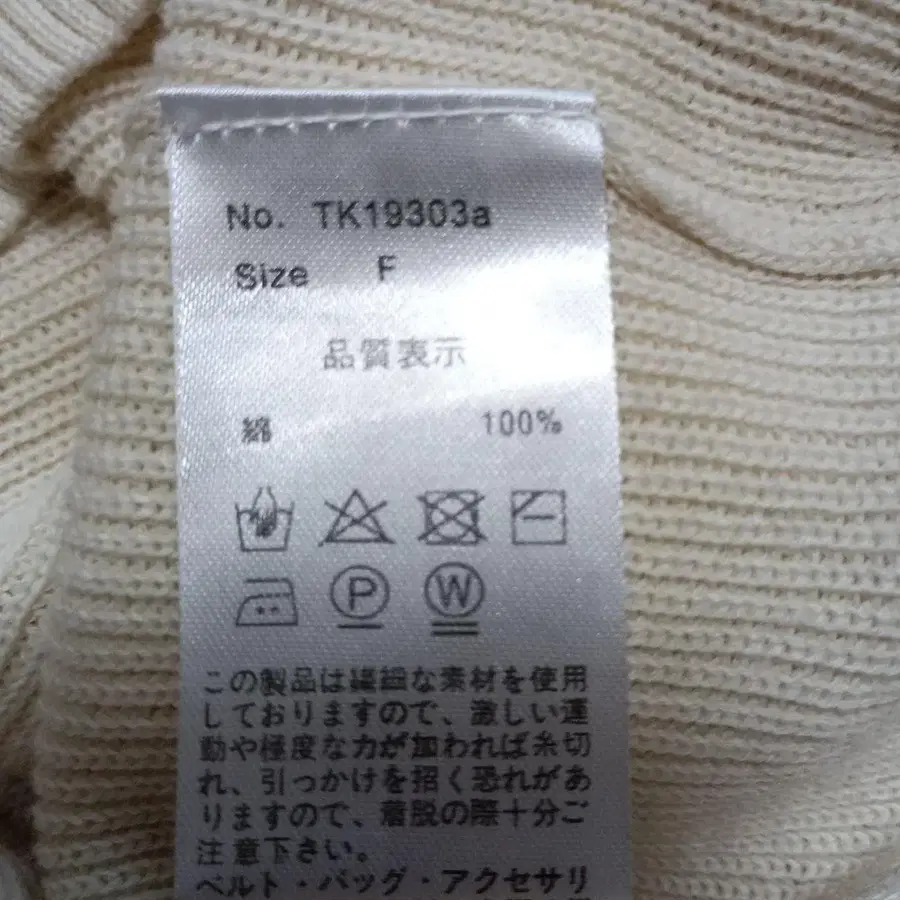 No. TK19303a
Size F
品質表示
綿 100%
P W
この製品は繊細な素材を使用
しておりますので、激しい運
動や極度な力が加われば糸切
れ、引っかけを招く恐れがあ
りますので、着脱の際十分ご
注意下さい。
ベルト・バッグ・アクセサリ